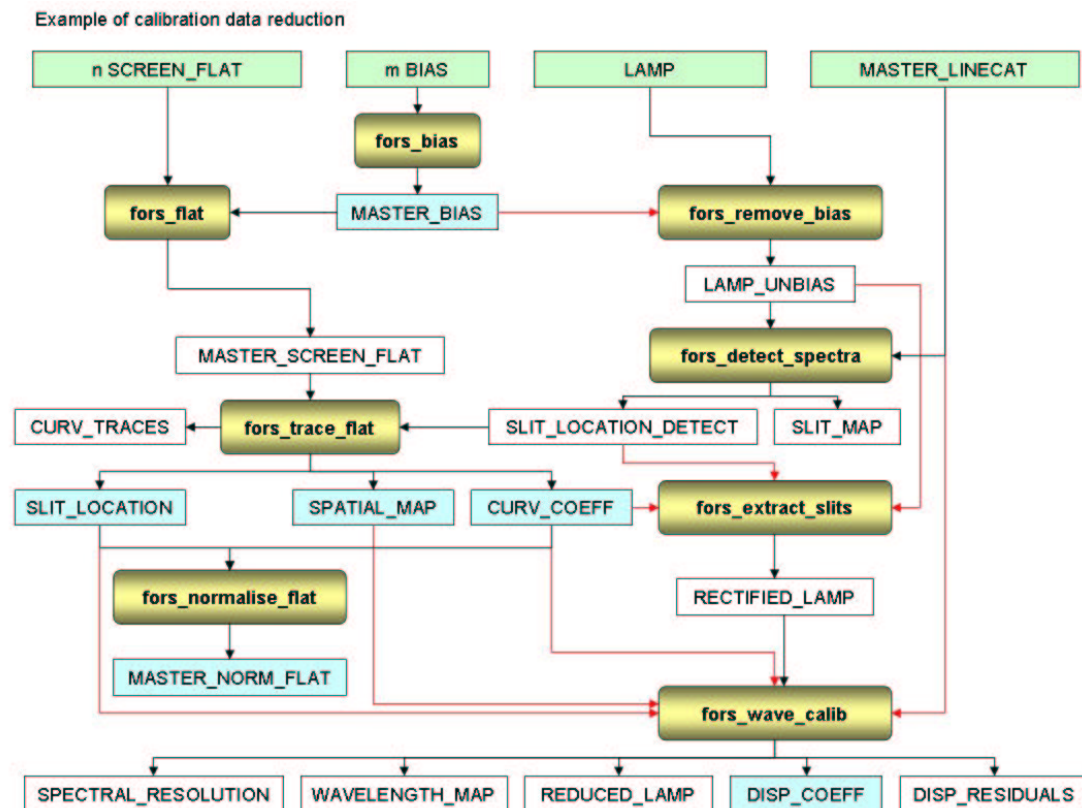 Example of calibration data reduction
n SCREEN_FLAT
m BIAS
LAMP
MASTER_LINECAT
fors_bias
fors_flat
MASTER_BIAS
fors_remove_bias
LAMP_UNBIAS
MASTER_SCREEN_FLAT
fors_detect_spectra
CURV_TRACES
fors_trace_flat
SLIT_LOCATION_DETECT
SLIT_MAP
SLIT_LOCATION
SPATIAL_MAP
CURV_COEFF
fors_extract_slits
fors_normalise_flat
RECTIFIED_LAMP
MASTER_NORM_FLAT
fors_wave_calib
SPECTRAL_RESOLUTION
WAVELENGTH_MAP
REDUCED_LAMP
DISP_COEFF
DISP_RESIDUALS